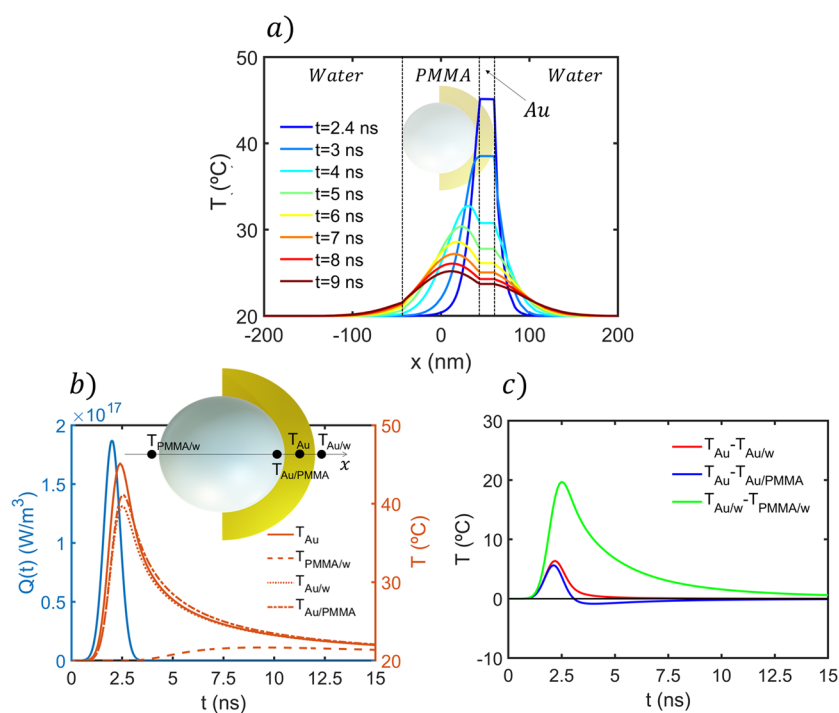 a)
Water
PMMA
Water
Au
t=2.4 ns
t=3 ns
t=4 ns
t=5 ns
t=6 ns
t=7 ns
t=8 ns
t=9 ns
50
40
30
20
T (ºC)
-200
-100
0
100
200
x (nm)
b)
×10^17
2
1.5
1
0.5
0
Q(t) (W/m³)
T_PMMA/w
T_Au
T_Au/w
T_Au/PMMA
x
T_Au
T_PMMA/w
T_Au/w
T_Au/PMMA
50
40
30
20
T (ºC)
0
2.5
5
7.5
10
12.5
15
t (ns)
c)
30
20
10
0
-10
T (ºC)
T_Au-T_Au/w
T_Au-T_Au/PMMA
T_Au/w-T_PMMA/w
0
2.5
5
7.5
10
12.5
15
t (ns)